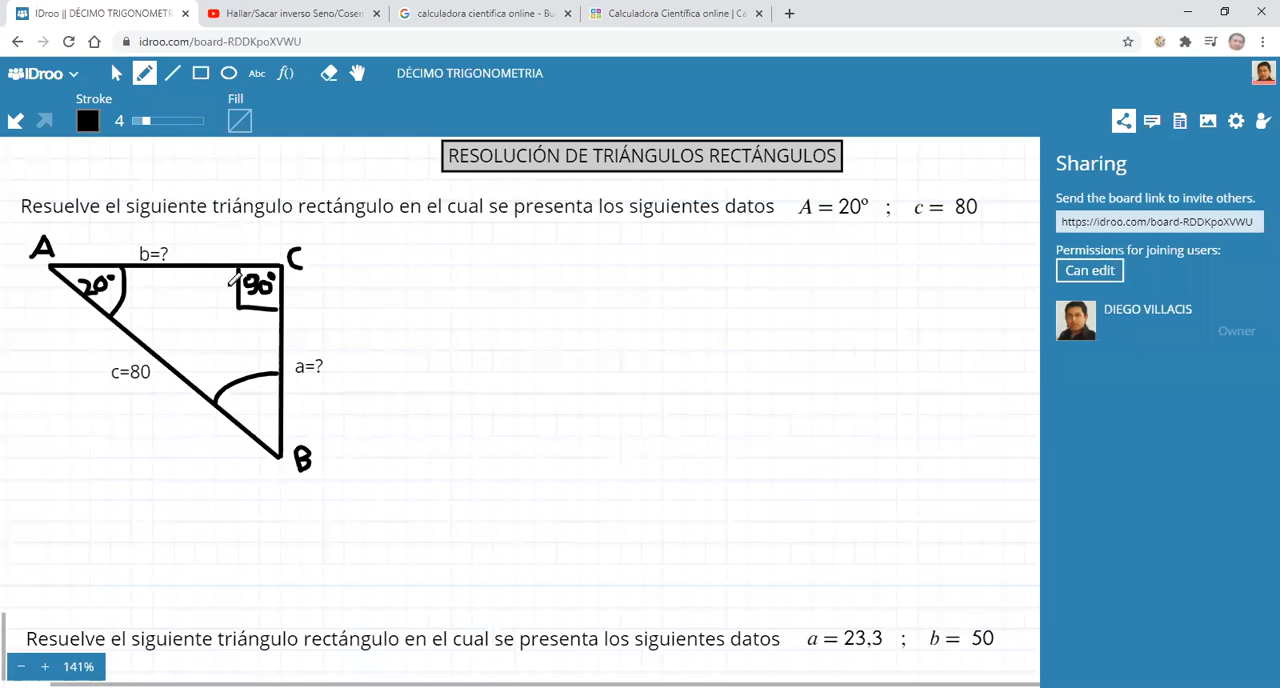 IDroo || DÉCIMO TRIGONOMETR
Hallar/Sacar inverso Seno/Cosen
calculadora cientifica online - Bu
Calculadora Científica online | Ca
idroo.com/board-RDDKpoXVWU
IDroo
Abc
f()
DÉCIMO TRIGONOMETRIA
Stroke
Fill
4
RESOLUCIÓN DE TRIÁNGULOS RECTÁNGULOS
Resuelve el siguiente triángulo rectángulo en el cual se presenta los siguientes datos A = 20º ; c = 80
A
b=?
C
20°
90°
c=80
a=?
B
Resuelve el siguiente triángulo rectángulo en el cual se presenta los siguientes datos a = 23,3 ; b = 50
− + 141%
Sharing
Send the board link to invite others.
https://idroo.com/board-RDDKpoXVWU
Permissions for joining users:
Can edit
DIEGO VILLACIS
Owner